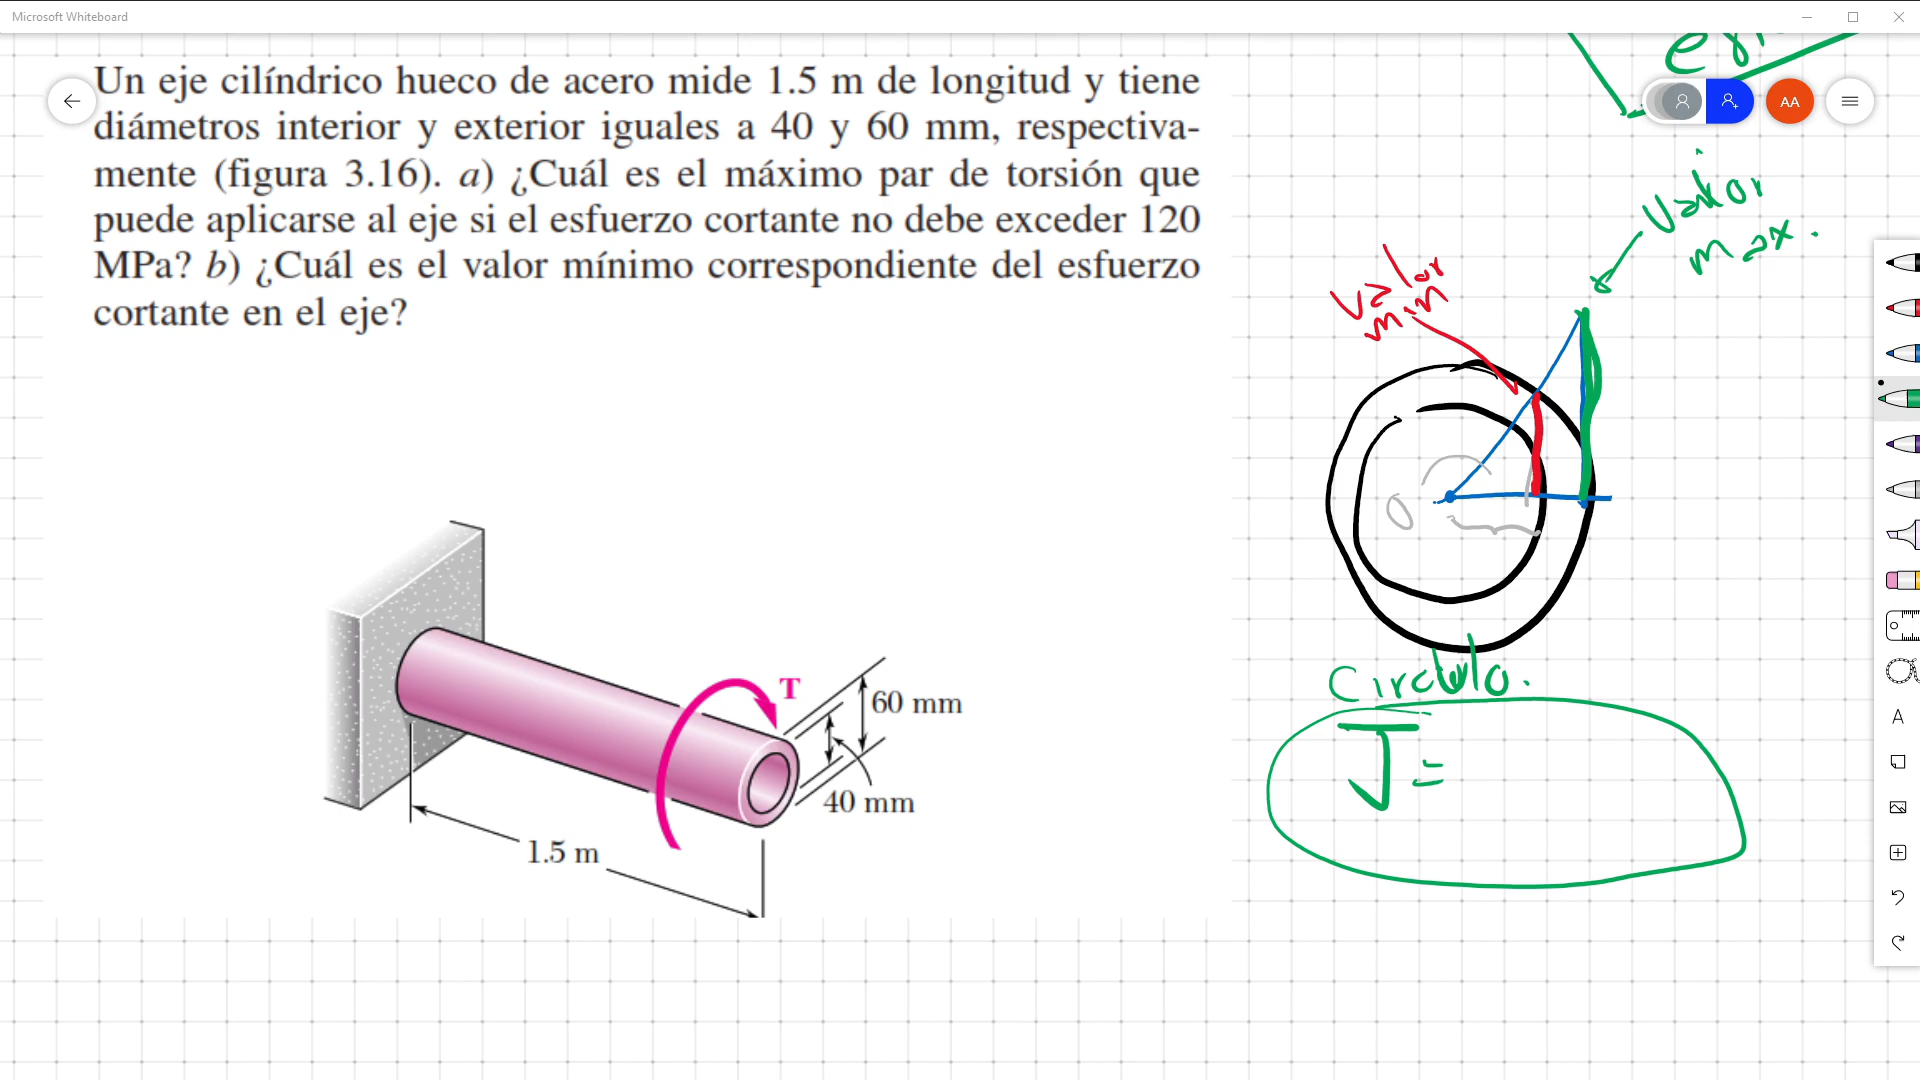 Microsoft Whiteboard
Un eje cilíndrico hueco de acero mide 1.5 m de longitud y tiene
diámetros interior y exterior iguales a 40 y 60 mm, respectiva-
mente (figura 3.16). a) ¿Cuál es el máximo par de torsión que
puede aplicarse al eje si el esfuerzo cortante no debe exceder 120
MPa? b) ¿Cuál es el valor mínimo correspondiente del esfuerzo
cortante en el eje?
AA
valor
max.
valor
min
O
Circulo.
J =
T
60 mm
40 mm
1.5 m
A